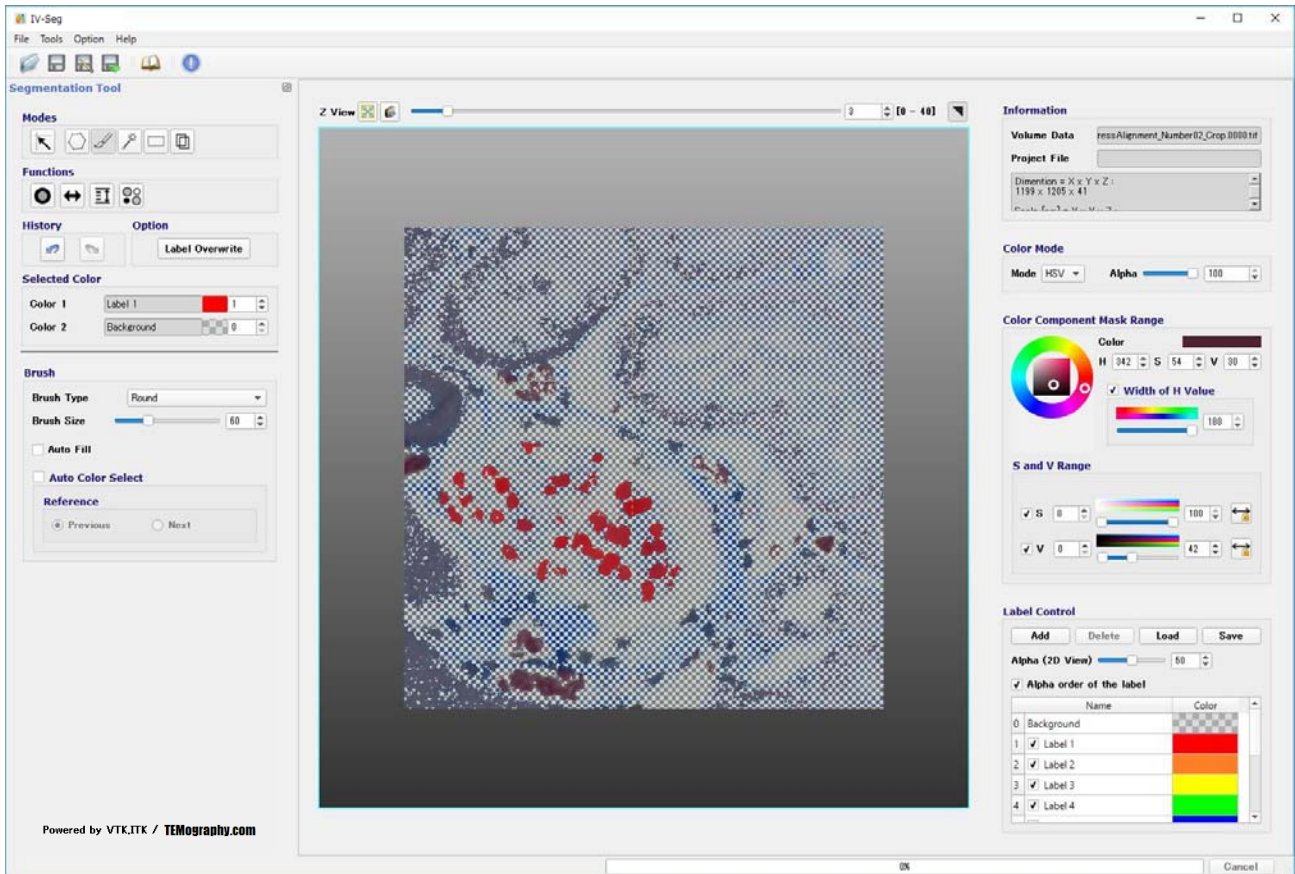 IV-Seg
File Tools Option Help
Segmentation Tool
Modes
Functions
History Option
Label Overwrite
Selected Color
Color 1 Label 1 1
Color 2 Background 0
Brush
Brush Type Round
Brush Size 60
Auto Fill
Auto Color Select
Reference
Previous Next
Powered by VTK,ITK / TEMography.com
Z View 3 [0 - 40]
Information
Volume Data ressAlignment_Number02_Crop.0000.tif
Project File
Dimention = X x Y x Z :
1199 x 1205 x 41
Color Mode
Mode HSV Alpha 100
Color Component Mask Range
Color
H 342 S 54 V 30
Width of H Value
180
S and V Range
S 0 100
V 0 42
Label Control
Add Delete Load Save
Alpha (2D View) 50
Alpha order of the label
Name Color
0 Background
1 Label 1
2 Label 2
3 Label 3
4 Label 4
0%
Cancel